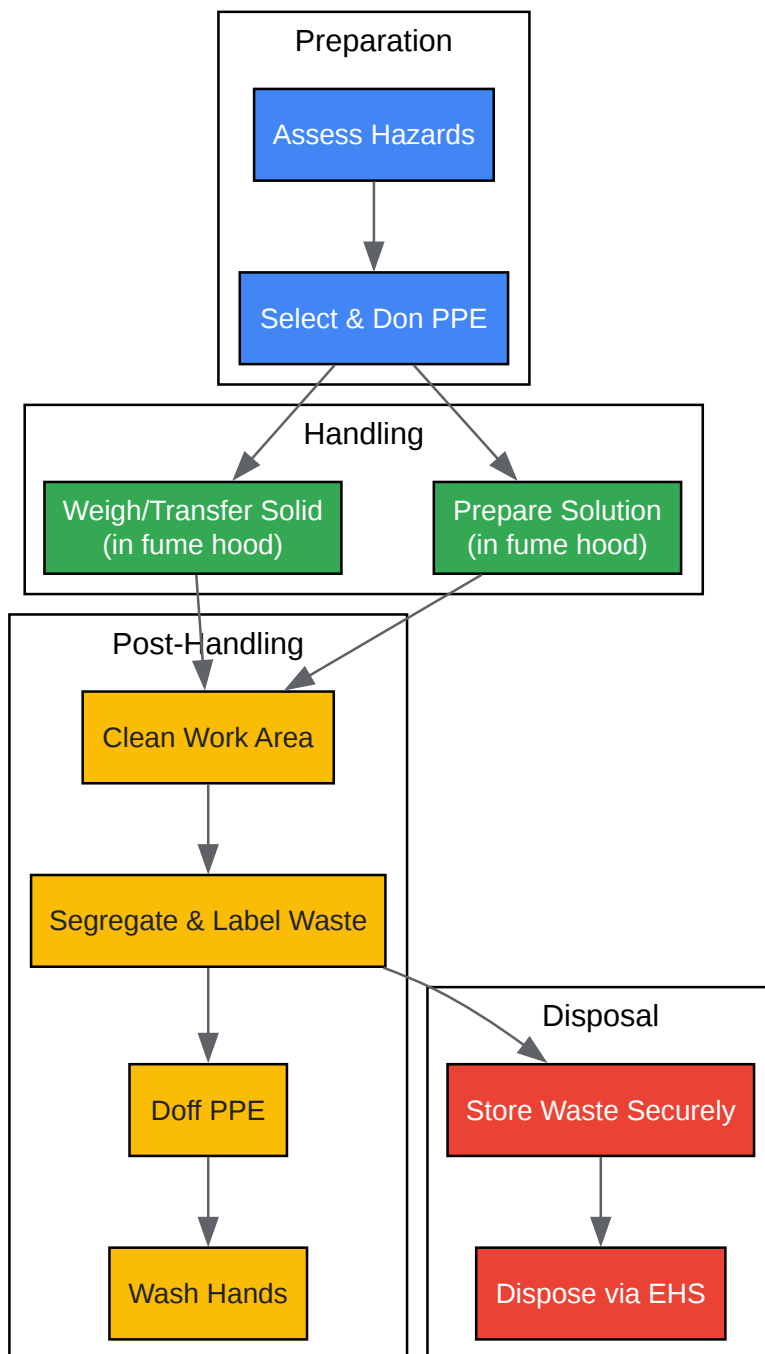 Preparation
Assess Hazards
Select & Don PPE
Handling
Weigh/Transfer Solid
(in fume hood)
Prepare Solution
(in fume hood)
Post-Handling
Clean Work Area
Segregate & Label Waste
Doff PPE
Wash Hands
Disposal
Store Waste Securely
Dispose via EHS